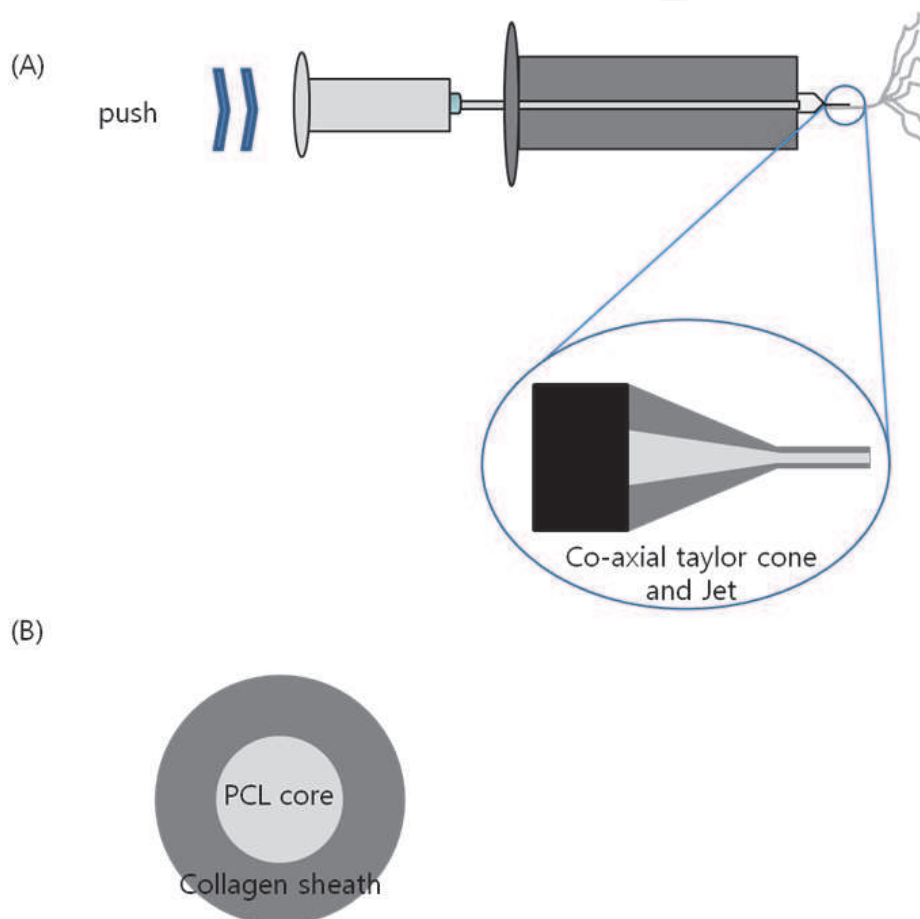 (A)
push
Co-axial taylor cone
and Jet
(B)
PCL core
Collagen sheath